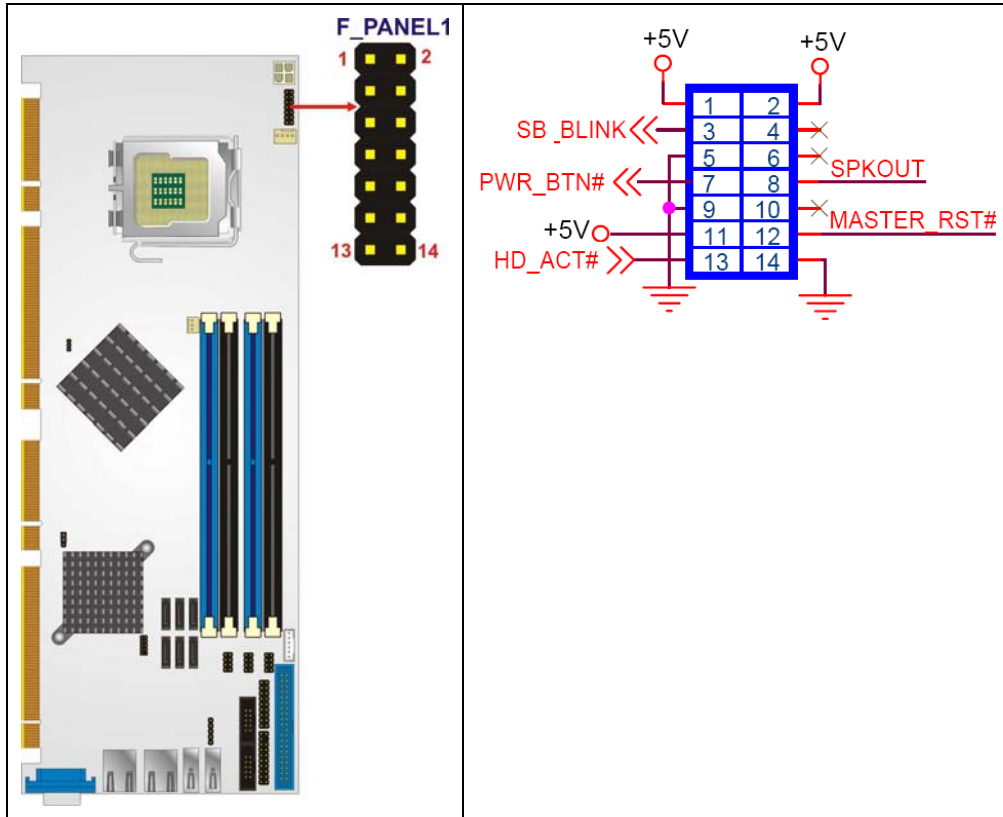 F_PANEL1
1 2
13 14
+5V +5V
1 2
SB_BLINK 3 4
5 6
PWR_BTN# 7 8 SPKOUT
9 10
+5V 11 12 MASTER_RST#
HD_ACT# 13 14